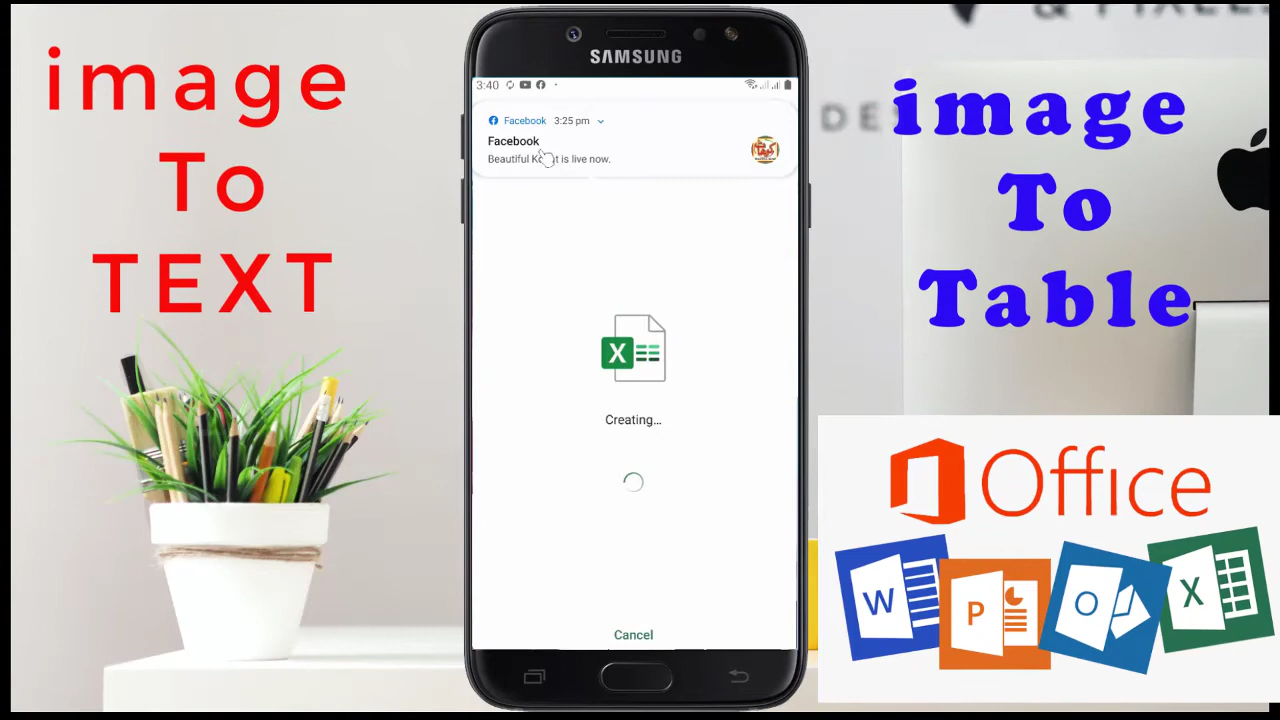 image
To
TEXT
SAMSUNG
3:40
Facebook 3:25 pm
Facebook
Beautiful is live now.
X
Creating...
Cancel
image
To
Table
Office
W
P
O
X